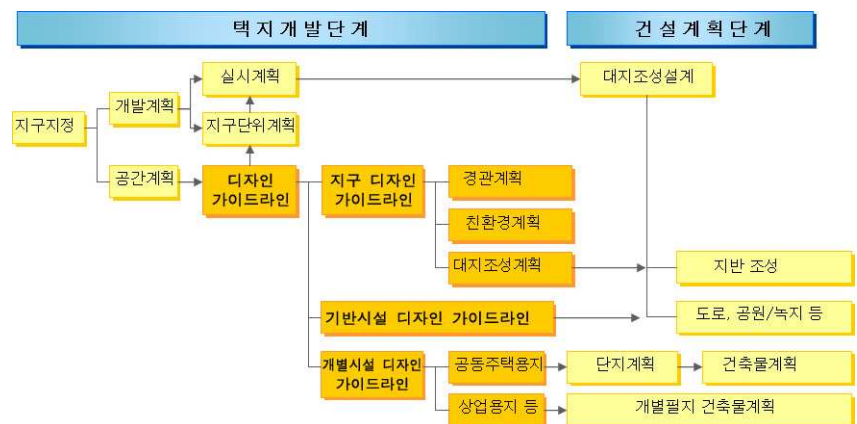 택지개발단계
건설계획단계
실시계획
대지조성설계
개발계획
지구지정
지구단위계획
공간계획
디자인
가이드라인
지구 디자인
가이드라인
경관계획
친환경계획
대지조성계획
지반 조성
기반시설 디자인 가이드라인
도로, 공원/녹지 등
개별시설 디자인
가이드라인
공동주택용지
단지계획
건축물계획
상업용지 등
개별필지 건축물계획